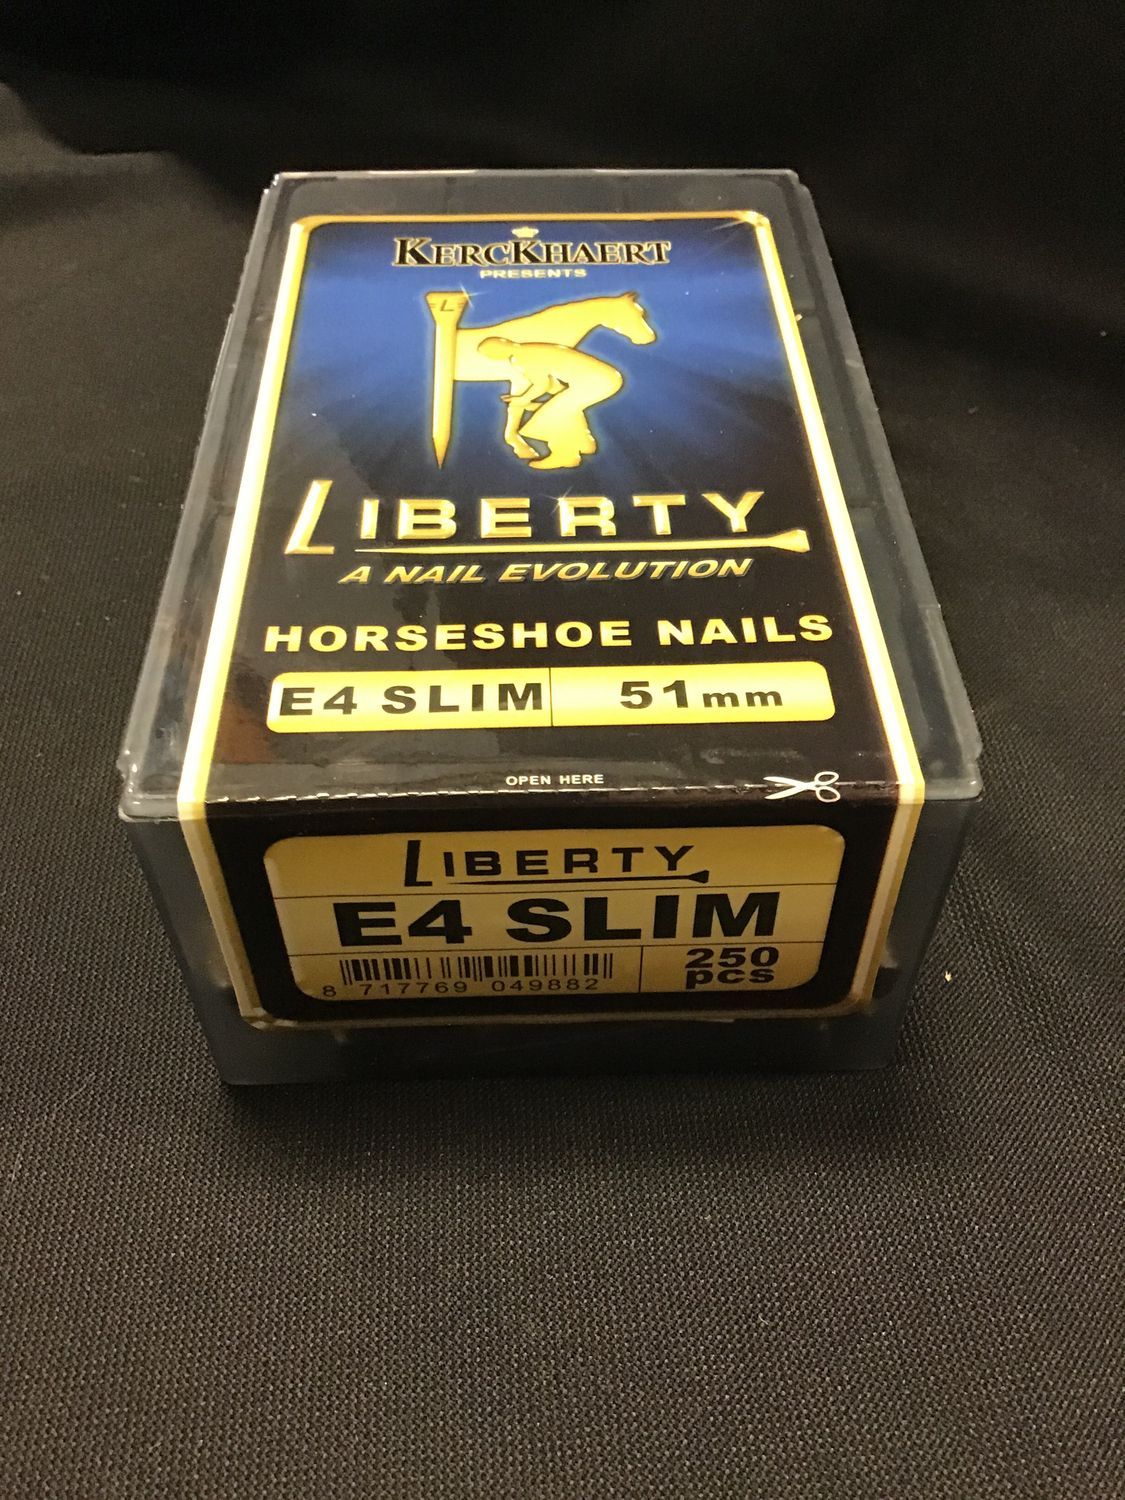 KERCKHAERT
PRESENTS
L
LIBERTY
A NAIL EVOLUTION
HORSESHOE NAILS
E4 SLIM 51mm
OPEN HERE
LIBERTY
E4 SLIM
250
pcs
8 717769 049882